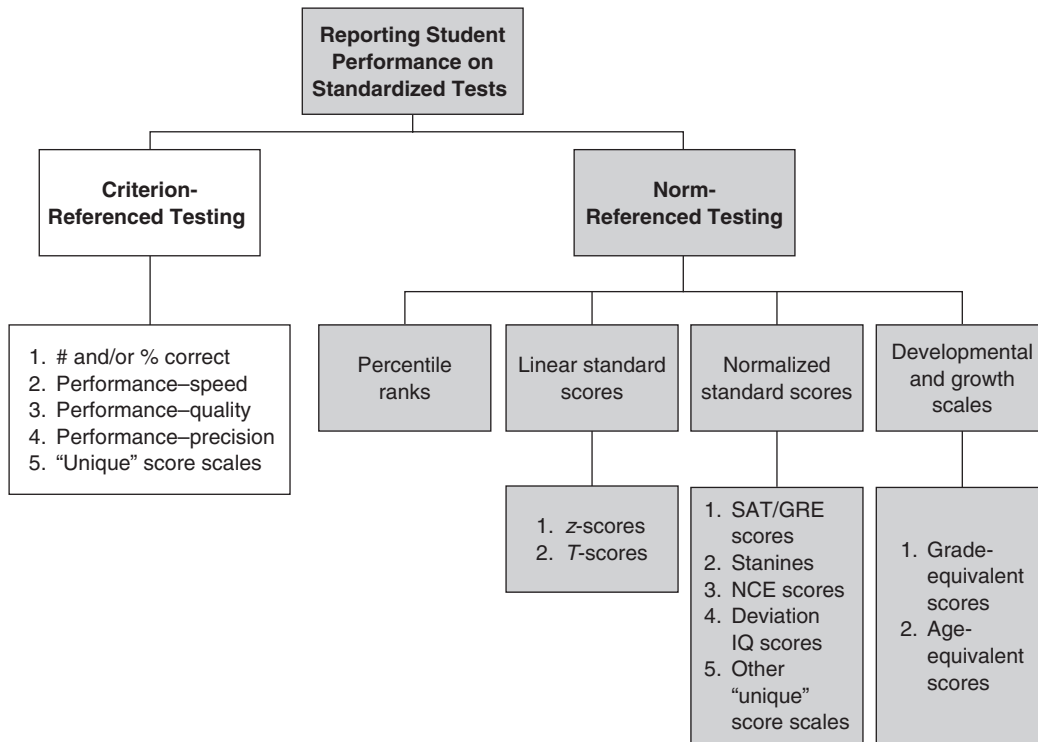 Reporting Student
Performance on
Standardized Tests
Criterion-
Referenced Testing
Norm-
Referenced Testing
1. # and/or % correct
2. Performance–speed
3. Performance–quality
4. Performance–precision
5. “Unique” score scales
Percentile
ranks
Linear standard
scores
Normalized
standard scores
Developmental
and growth
scales
1. z-scores
2. T-scores
1. SAT/GRE
scores
2. Stanines
3. NCE scores
4. Deviation
IQ scores
5. Other
“unique”
score scales
1. Grade-
equivalent
scores
2. Age-
equivalent
scores